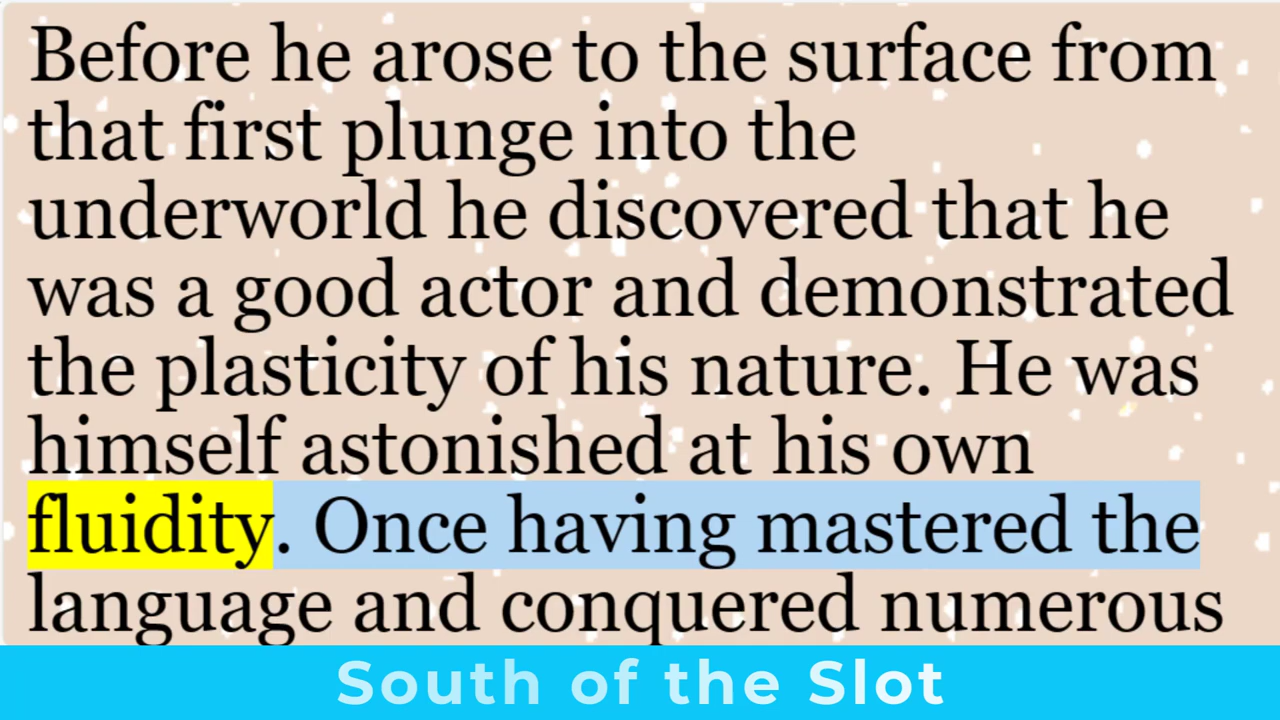 Before he arose to the surface from
that first plunge into the
underworld he discovered that he
was a good actor and demonstrated
the plasticity of his nature. He was
himself astonished at his own
fluidity. Once having mastered the
language and conquered numerous
South of the Slot